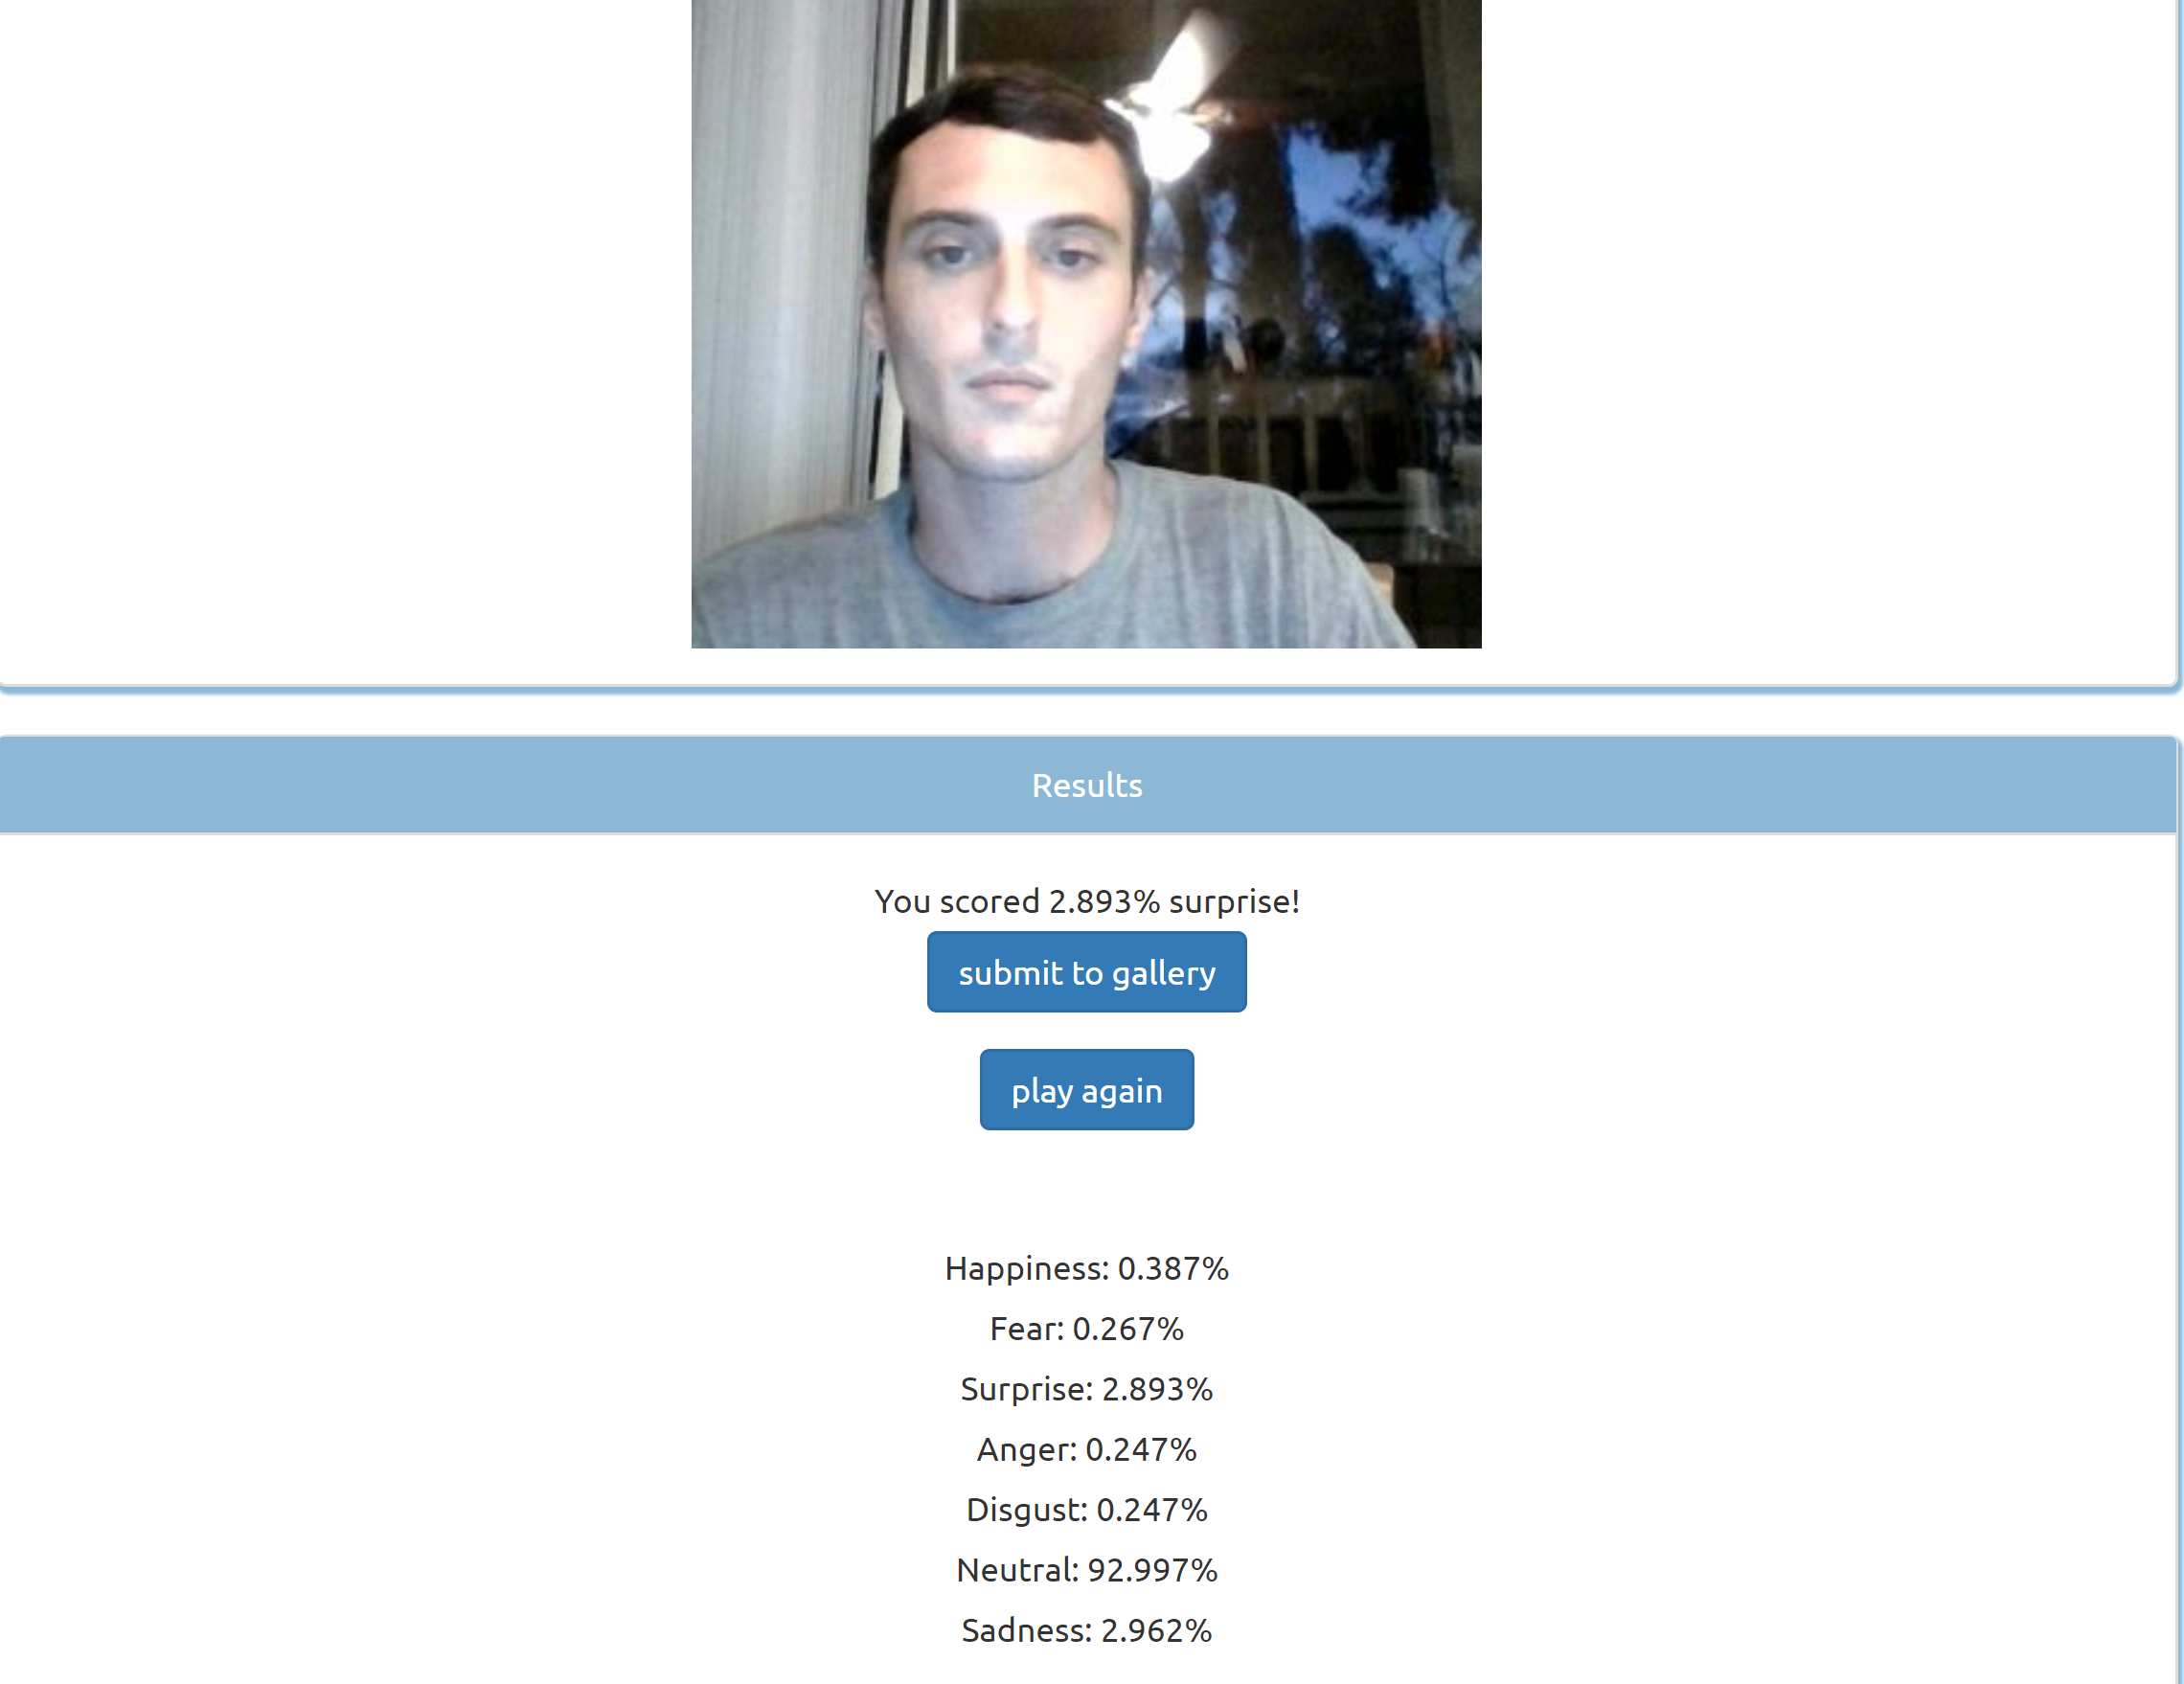 Results
You scored 2.893% surprise!
submit to gallery
play again
Happiness: 0.387%
Fear: 0.267%
Surprise: 2.893%
Anger: 0.247%
Disgust: 0.247%
Neutral: 92.997%
Sadness: 2.962%